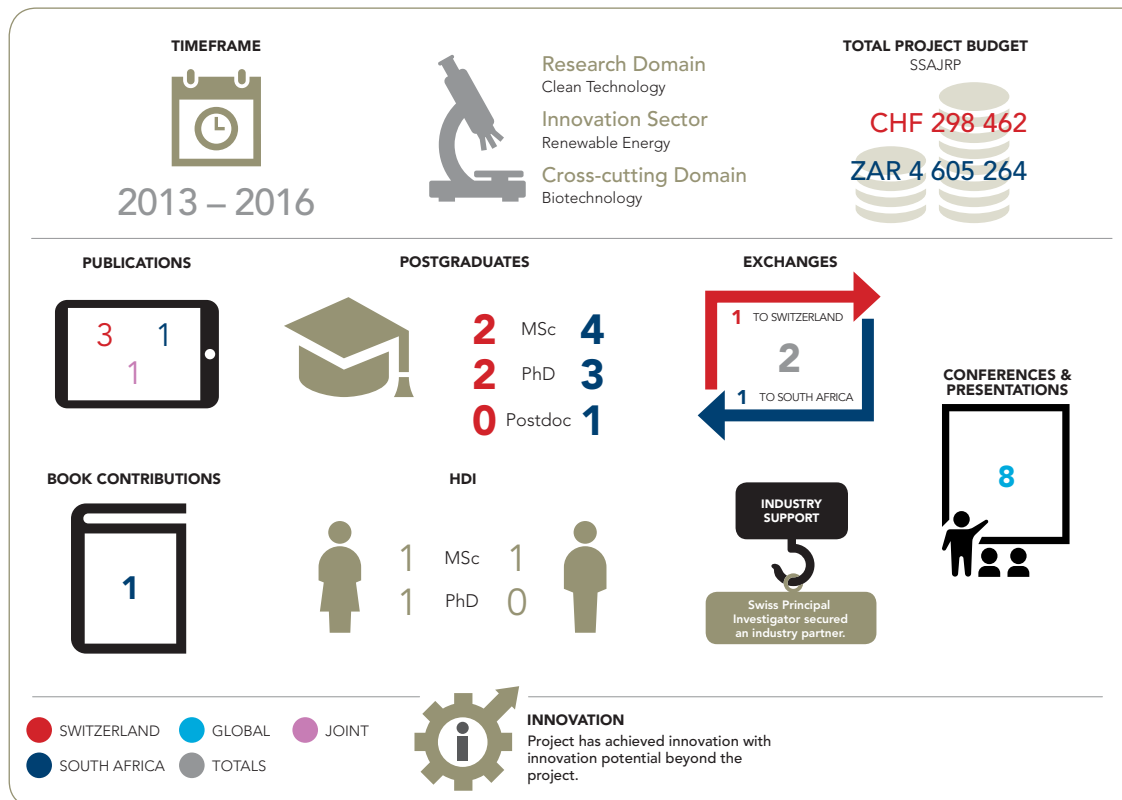 TIMEFRAME
2013 – 2016
Research Domain
Clean Technology
Innovation Sector
Renewable Energy
Cross-cutting Domain
Biotechnology
TOTAL PROJECT BUDGET
SSAJRP
CHF 298 462
ZAR 4 605 264
PUBLICATIONS
3 1
1
POSTGRADUATES
2 MSc 4
2 PhD 3
0 Postdoc 1
EXCHANGES
1 TO SWITZERLAND
2
1 TO SOUTH AFRICA
CONFERENCES &
PRESENTATIONS
8
BOOK CONTRIBUTIONS
1
HDI
1 MSc 1
1 PhD 0
INDUSTRY
SUPPORT
Swiss Principal
Investigator secured
an industry partner.
SWITZERLAND
GLOBAL
JOINT
SOUTH AFRICA
TOTALS
i
INNOVATION
Project has achieved innovation with
innovation potential beyond the
project.